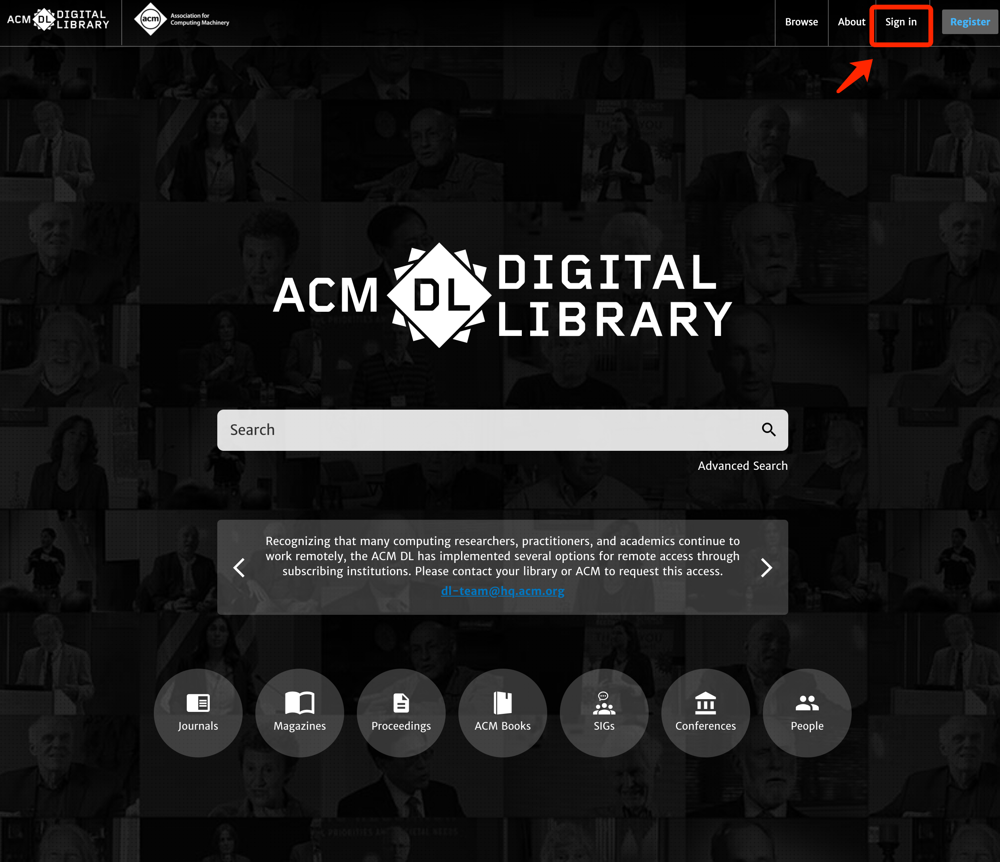 ACM DL DIGITAL LIBRARY
acm Association for Computing Machinery
Browse
About
Sign in
Register
ACM DL DIGITAL LIBRARY
Search
Advanced Search
Recognizing that many computing researchers, practitioners, and academics continue to
work remotely, the ACM DL has implemented several options for remote access through
subscribing institutions. Please contact your library or ACM to request this access.
dl-team@hq.acm.org
Journals
Magazines
Proceedings
ACM Books
SIGs
Conferences
People